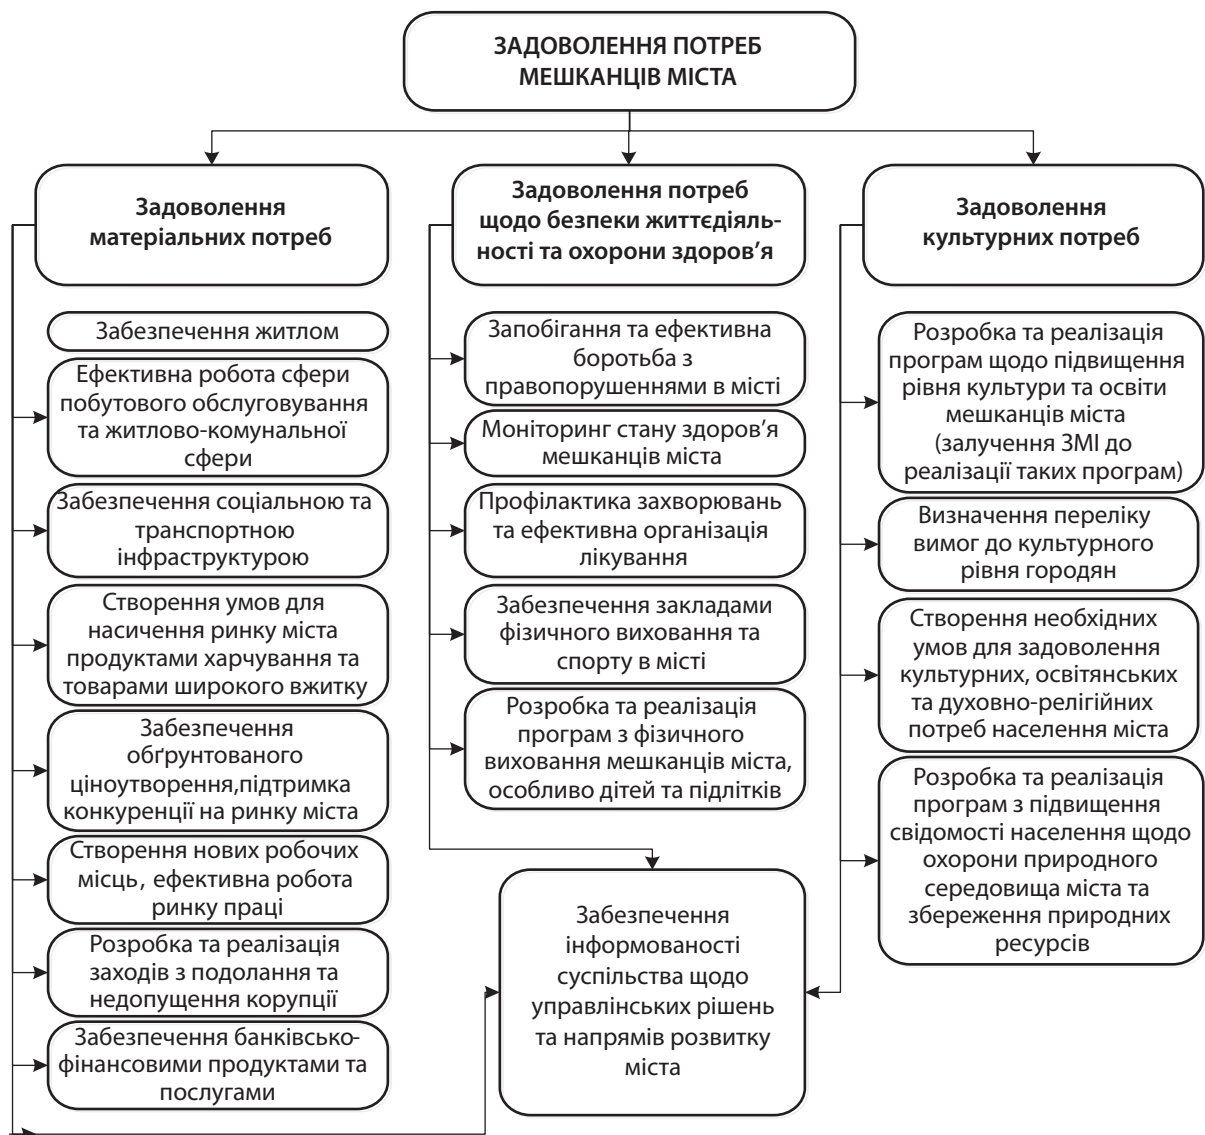 ЗАДОВОЛЕННЯ ПОТРЕБ
МЕШКАНЦІВ МІСТА
Задоволення
матеріальних потреб
Забезпечення житлом
Ефективна робота сфери
побутового обслуговування
та житлово-комунальної
сфери
Забезпечення соціальною та
транспортною
інфраструктурою
Створення умов для
насичення ринку міста
продуктами харчування та
товарами широкого вжитку
Забезпечення
обґрунтованого
ціноутворення,підтримка
конкуренції на ринку міста
Створення нових робочих
місць, ефективна робота
ринку праці
Розробка та реалізація
заходів з подолання та
недопущення корупції
Забезпечення банківсько-
фінансовими продуктами та
послугами
Задоволення потреб
щодо безпеки життєдіяль-
ності та охорони здоров’я
Запобігання та ефективна
боротьба з
правопорушеннями в місті
Моніторинг стану здоров’я
мешканців міста
Профілактика захворювань
та ефективна організація
лікування
Забезпечення закладами
фізичного виховання та
спорту в місті
Розробка та реалізація
програм з фізичного
виховання мешканців міста,
особливо дітей та підлітків
Забезпечення
інформованості
суспільства щодо
управлінських рішень
та напрямів розвитку
міста
Задоволення
культурних потреб
Розробка та реалізація
програм щодо підвищення
рівня культури та освіти
мешканців міста
(залучення ЗМІ до
реалізації таких програм)
Визначення переліку
вимог до культурного
рівня городян
Створення необхідних
умов для задоволення
культурних, освітянських
та духовно-релігійних
потреб населення міста
Розробка та реалізація
програм з підвищення
свідомості населення щодо
охорони природного
середовища міста та
збереження природних
ресурсів